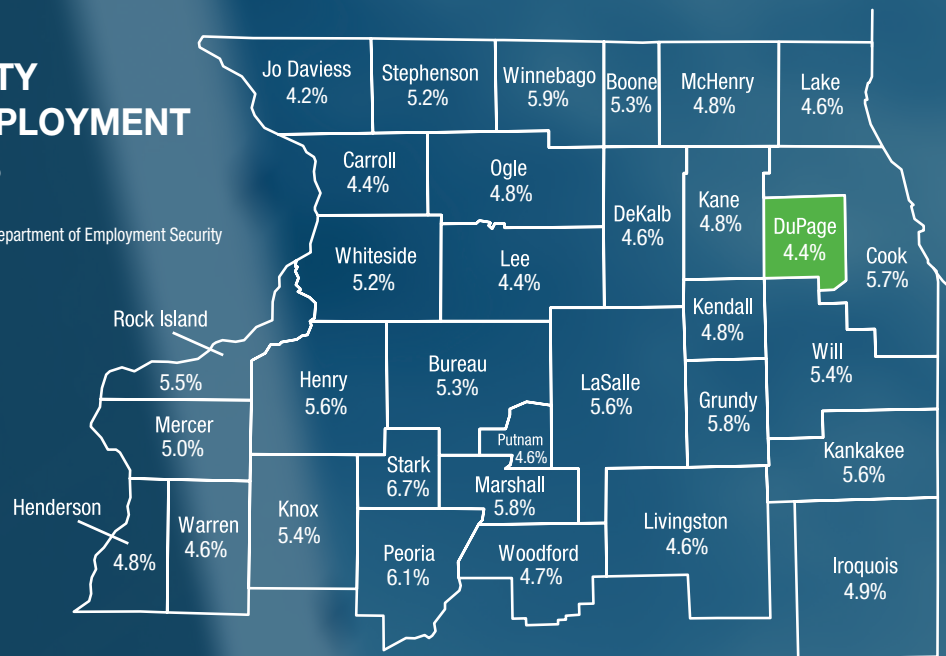 TY
PLOYMENT
epartment of Employment Security
Jo Daviess
4.2%
Stephenson
5.2%
Winnebago
5.9%
Boone
5.3%
McHenry
4.8%
Lake
4.6%
Carroll
4.4%
Ogle
4.8%
DeKalb
4.6%
Kane
4.8%
DuPage
4.4%
Cook
5.7%
Whiteside
5.2%
Lee
4.4%
Kendall
4.8%
Rock Island
5.5%
Henry
5.6%
Bureau
5.3%
LaSalle
5.6%
Will
5.4%
Grundy
5.8%
Mercer
5.0%
Putnam
4.6%
Kankakee
5.6%
Stark
6.7%
Marshall
5.8%
Henderson
4.8%
Warren
4.6%
Knox
5.4%
Peoria
6.1%
Woodford
4.7%
Livingston
4.6%
Iroquois
4.9%